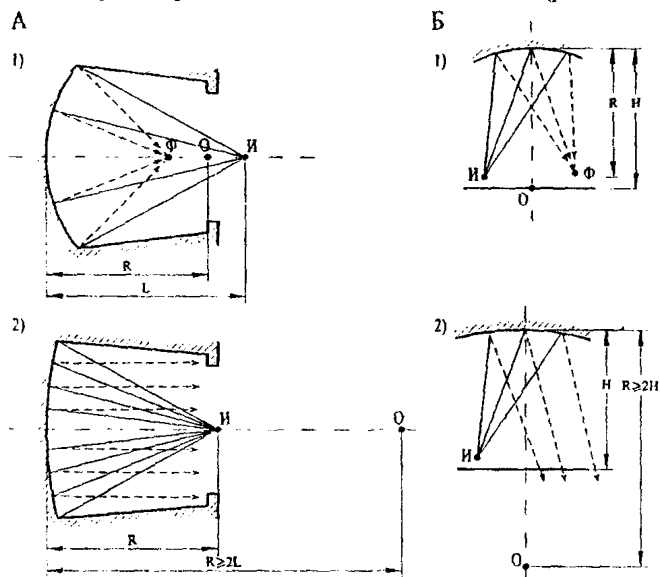 А
1)
Ф
О
И
R
L
2)
И
О
R
R≥2L
Б
1)
И
Ф
О
R
H
2)
И
H
R≥2H
О